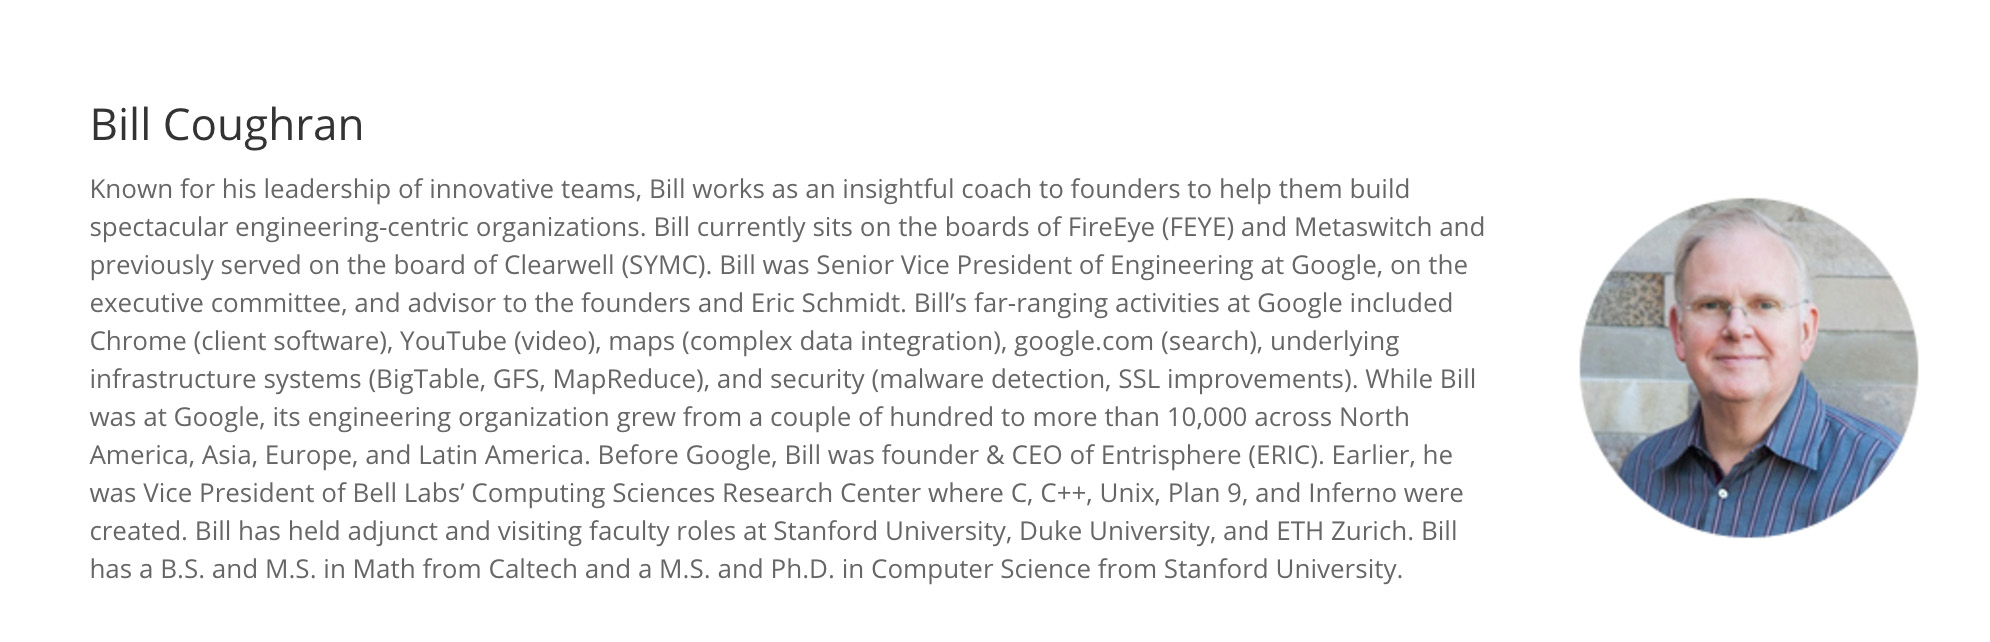 Bill Coughran
Known for his leadership of innovative teams, Bill works as an insightful coach to founders to help them build
spectacular engineering-centric organizations. Bill currently sits on the boards of FireEye (FEYE) and Metaswitch and
previously served on the board of Clearwell (SYMC). Bill was Senior Vice President of Engineering at Google, on the
executive committee, and advisor to the founders and Eric Schmidt. Bill’s far-ranging activities at Google included
Chrome (client software), YouTube (video), maps (complex data integration), google.com (search), underlying
infrastructure systems (BigTable, GFS, MapReduce), and security (malware detection, SSL improvements). While Bill
was at Google, its engineering organization grew from a couple of hundred to more than 10,000 across North
America, Asia, Europe, and Latin America. Before Google, Bill was founder & CEO of Entrisphere (ERIC). Earlier, he
was Vice President of Bell Labs’ Computing Sciences Research Center where C, C++, Unix, Plan 9, and Inferno were
created. Bill has held adjunct and visiting faculty roles at Stanford University, Duke University, and ETH Zurich. Bill
has a B.S. and M.S. in Math from Caltech and a M.S. and Ph.D. in Computer Science from Stanford University.